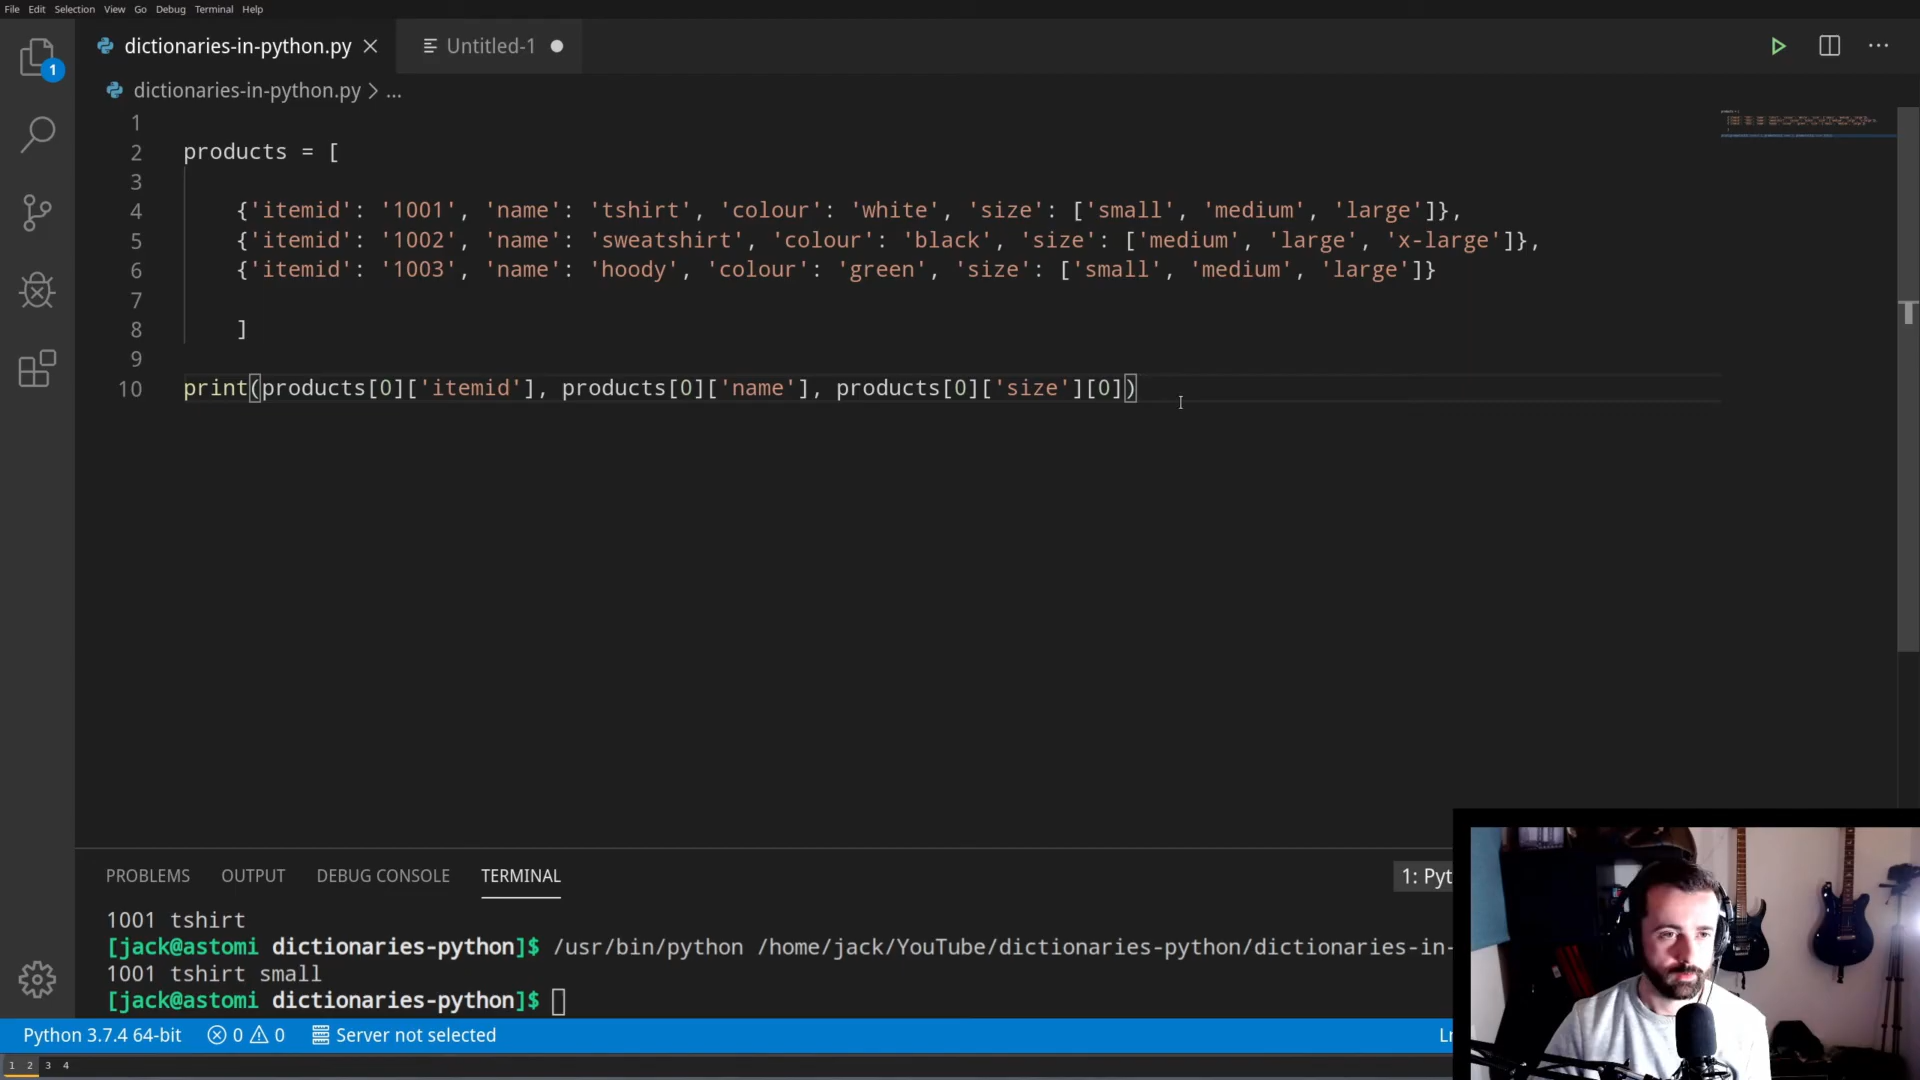 File Edit Selection View Go Debug Terminal Help
dictionaries-in-python.py Untitled-1
1
dictionaries-in-python.py > ...
1
2 products = [
3
4 {'itemid': '1001', 'name': 'tshirt', 'colour': 'white', 'size': ['small', 'medium', 'large']},
5 {'itemid': '1002', 'name': 'sweatshirt', 'colour': 'black', 'size': ['medium', 'large', 'x-large']},
6 {'itemid': '1003', 'name': 'hoody', 'colour': 'green', 'size': ['small', 'medium', 'large']}
7
8 ]
9
10 print(products[0]['itemid'], products[0]['name'], products[0]['size'][0])
PROBLEMS OUTPUT DEBUG CONSOLE TERMINAL 1: Pyt
1001 tshirt
[jack@astomi dictionaries-python]$ /usr/bin/python /home/jack/YouTube/dictionaries-python/dictionaries-in-
1001 tshirt small
[jack@astomi dictionaries-python]$
Python 3.7.4 64-bit 0 0 Server not selected
1 2 3 4